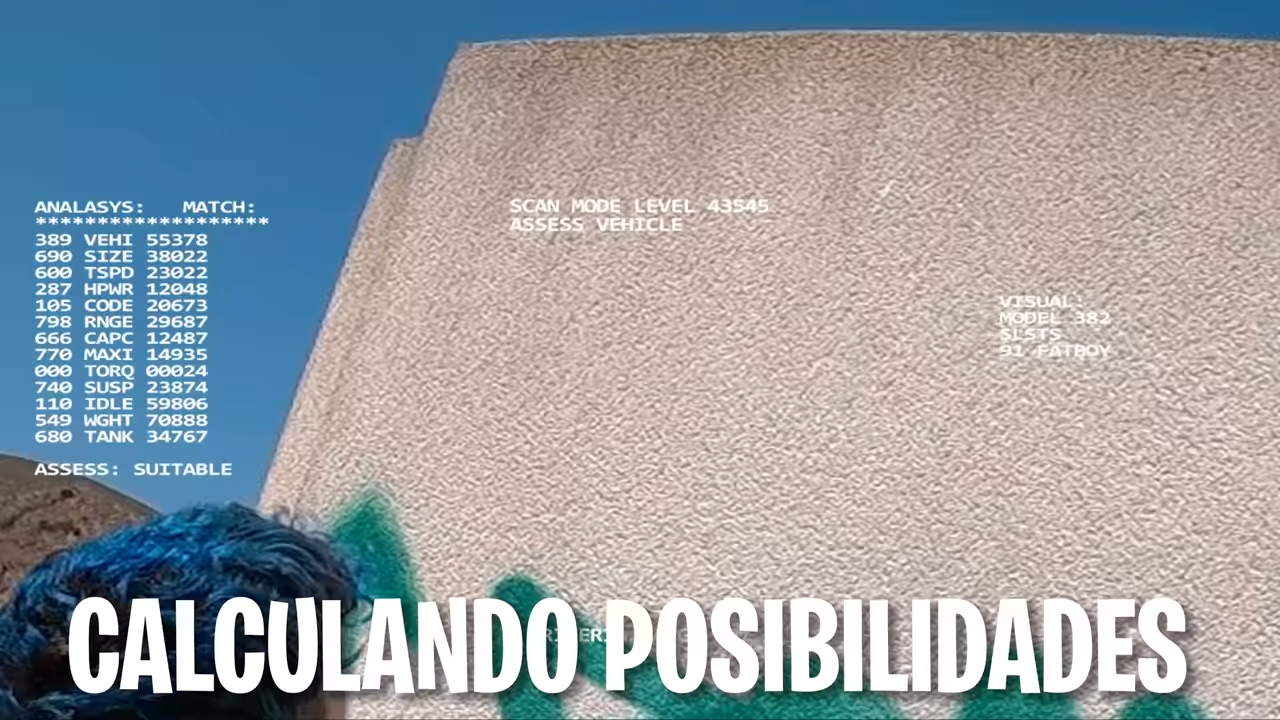 ANALASYS: MATCH:
*******************
389 VEHI 55378
690 SIZE 38022
600 TSPD 23022
287 HPWR 12048
105 CODE 20673
798 RNGE 29687
666 CAPC 12487
770 MAXI 14935
000 TORQ 00024
740 SUSP 23874
110 IDLE 59806
549 WGHT 70888
680 TANK 34767
ASSESS: SUITABLE
SCAN MODE LEVEL 43545
ASSESS VEHICLE
VISUAL:
MODEL 382
SLSTS
91 FATBOY
CALCULANDO POSIBILIDADES